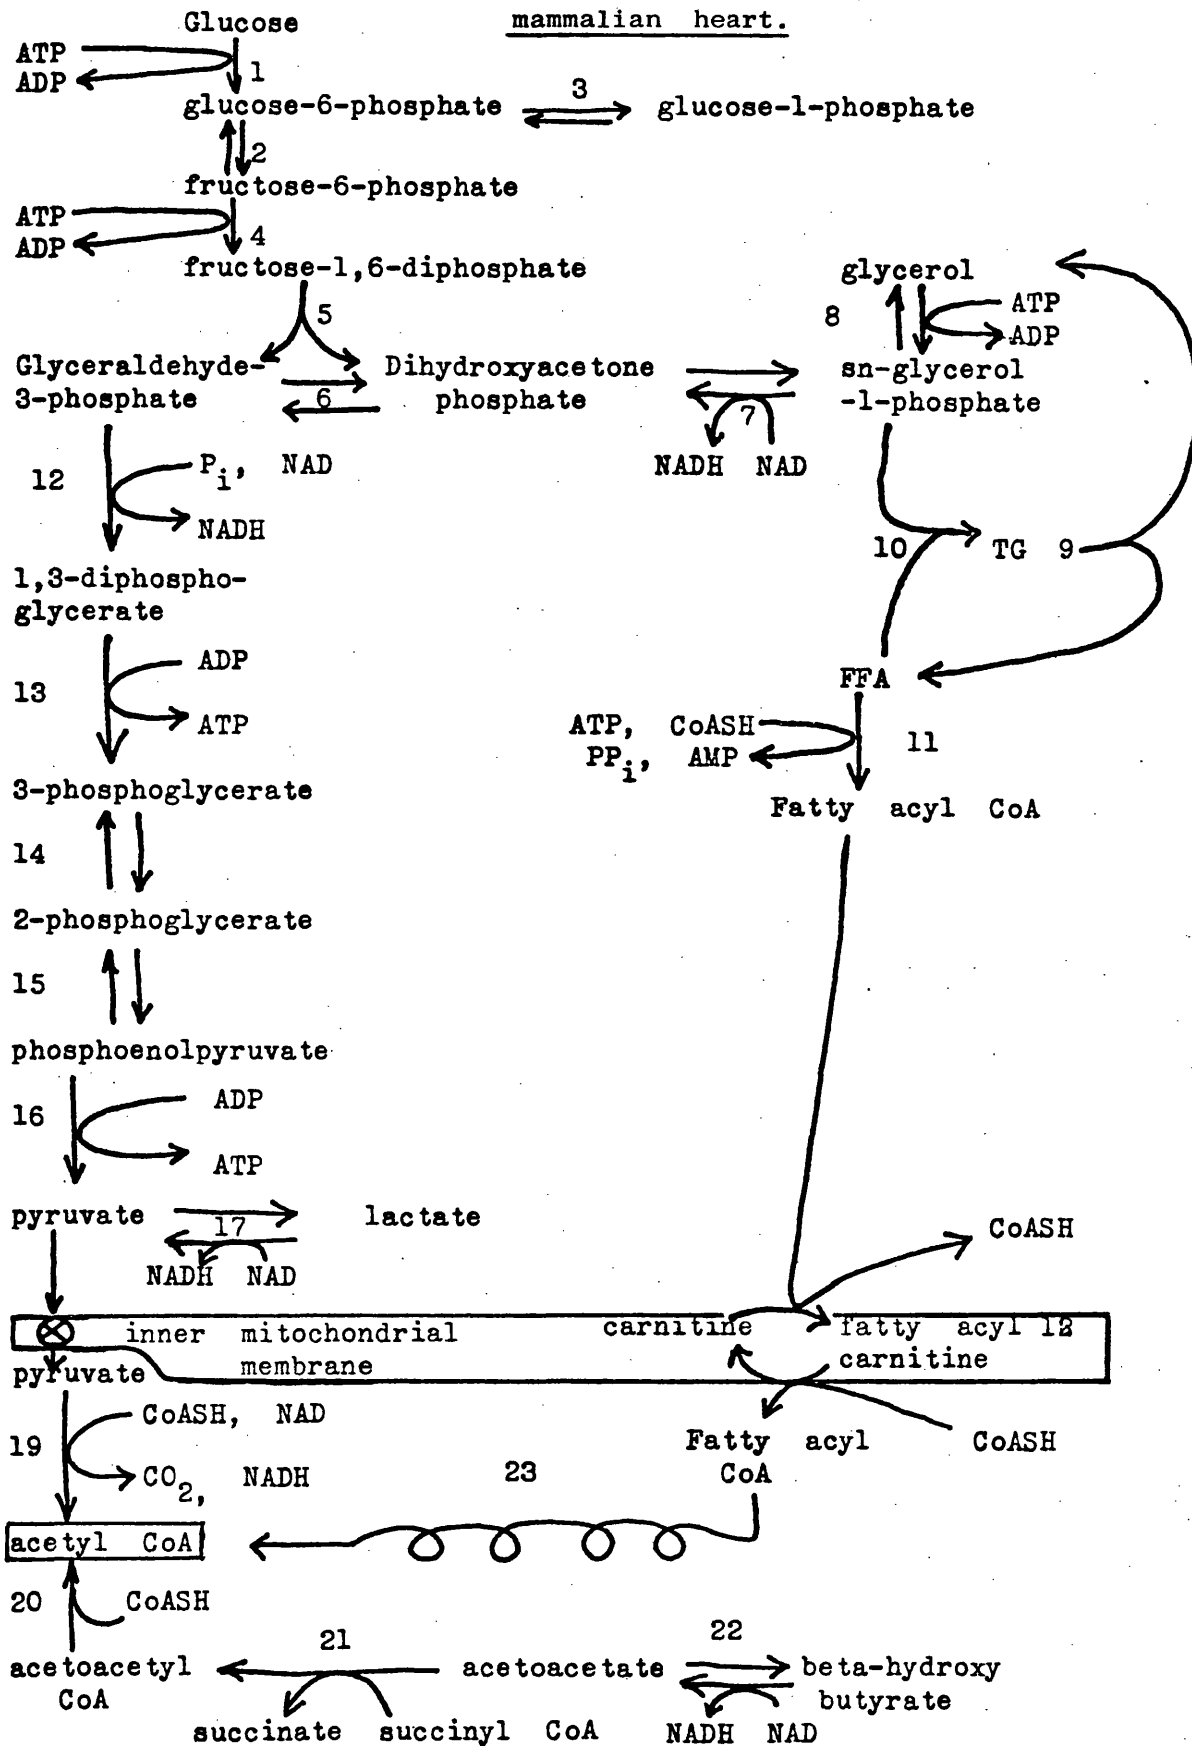 mammalian heart.
Glucose
ATP
ADP
1
glucose-6-phosphate 3 glucose-1-phosphate
2
fructose-6-phosphate
ATP
ADP
4
fructose-1,6-diphosphate
5
Glyceraldehyde-
3-phosphate
6
Dihydroxyacetone
phosphate
7
NADH NAD
glycerol
8
ATP
ADP
sn-glycerol
-1-phosphate
10
TG 9
FFA
ATP, CoASH
PPi, AMP
11
Fatty acyl CoA
12
Pi, NAD
NADH
1,3-diphospho-
glycerate
13
ADP
ATP
3-phosphoglycerate
14
2-phosphoglycerate
15
phosphoenolpyruvate
16
ADP
ATP
pyruvate
17
lactate
NADH NAD
CoASH
inner mitochondrial
membrane
carnitine
fatty acyl
carnitine
pyruvate
19
CoASH, NAD
CO2, NADH
Fatty acyl
CoA
CoASH
23
acetyl CoA
20
CoASH
acetoacetyl
CoA
21
succinate succinyl CoA
acetoacetate
22
beta-hydroxy
butyrate
NADH NAD